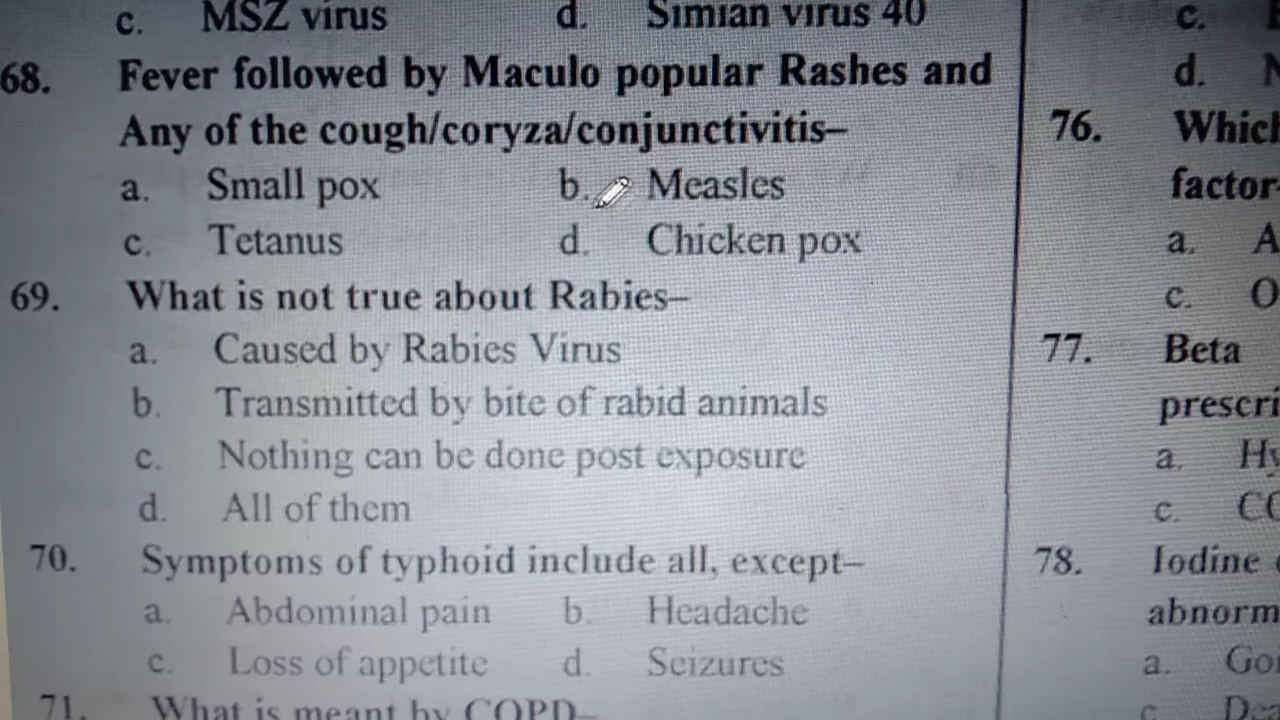 c. MSZ virus d. Simian virus 40
68. Fever followed by Maculo popular Rashes and
Any of the cough/coryza/conjunctivitis–
a. Small pox b. Measles
c. Tetanus d. Chicken pox
69. What is not true about Rabies–
a. Caused by Rabies Virus
b. Transmitted by bite of rabid animals
c. Nothing can be done post exposure
d. All of them
70. Symptoms of typhoid include all, except–
a. Abdominal pain b. Headache
c. Loss of appetite d. Seizures
71. What is meant by COPD–
c.
d.
76.
factor
a. A
c. O
77. Beta
a.
c.
78. Iodine
a.
c.